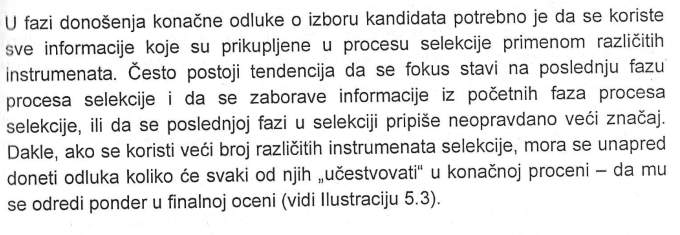 U fazi donošenja konačne odluke o izboru kandidata potrebno je da se koriste
sve informacije koje su prikupljene u procesu selekcije primenom različitih
instrumenata. Često postoji tendencija da se fokus stavi na poslednju fazu
procesa selekcije i da se zaborave informacije iz početnih faza procesa
selekcije, ili da se poslednjoj fazi u selekciji pripiše neopravdano veći značaj.
Dakle, ako se koristi veći broj različitih instrumenata selekcije, mora se unapred
doneti odluka koliko će svaki od njih „učestvovati“ u konačnoj proceni – da mu
se odredi ponder u finalnoj oceni (vidi Ilustraciju 5.3).